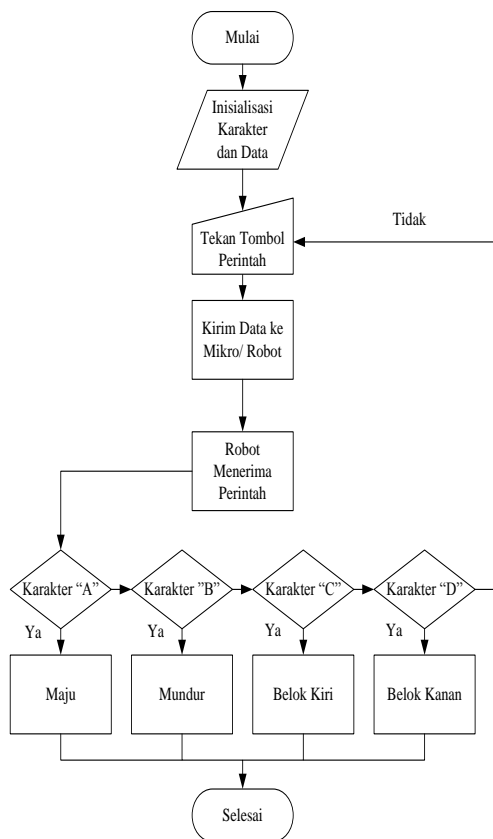 Mulai
Inisialisasi
Karakter
dan Data
Tidak
Tekan Tombol
Perintah
Kirim Data ke
Mikro/ Robot
Robot
Menerima
Perintah
Karakter “A”
Karakter ”B”
Karakter “C”
Karakter “D”
Ya
Ya
Ya
Ya
Maju
Mundur
Belok Kiri
Belok Kanan
Selesai